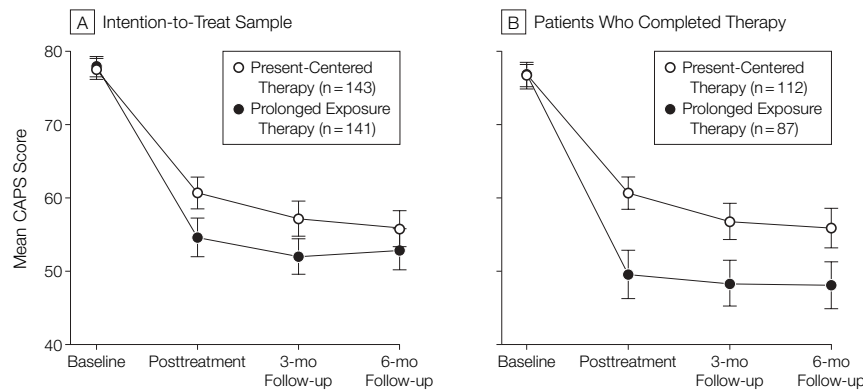 A Intention-to-Treat Sample
Mean CAPS Score
80
70
60
50
40
Present-Centered
Therapy (n = 143)
Prolonged Exposure
Therapy (n = 141)
Baseline
Posttreatment
3-mo
Follow-up
6-mo
Follow-up
B Patients Who Completed Therapy
Present-Centered
Therapy (n = 112)
Prolonged Exposure
Therapy (n = 87)
Baseline
Posttreatment
3-mo
Follow-up
6-mo
Follow-up